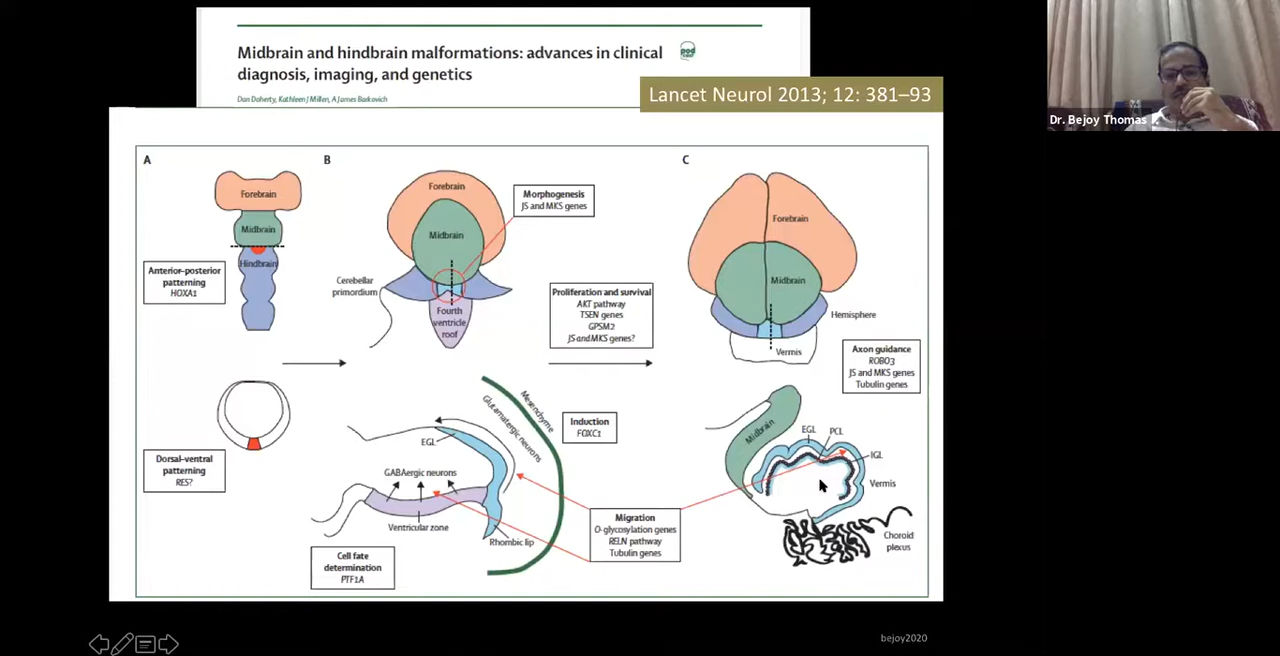 Midbrain and hindbrain malformations: advances in clinical
diagnosis, imaging, and genetics
Dan Doherty, Kathleen J Millen, A James Barkovich
Lancet Neurol 2013; 12: 381–93
Dr. Bejoy Thomas
A
Forebrain
Midbrain
Hindbrain
Anterior-posterior
patterning
HOXA1
Dorsal-ventral
patterning
RES?
B
Forebrain
Midbrain
Morphogenesis
JS and MKS genes
Cerebellar
primordium
Fourth
ventricle
roof
Proliferation and survival
AKT pathway
TSEN genes
GPSM2
JS and MKS genes?
Mesenchyme
Glutamatergic neurons
EGL
GABAergic neurons
Ventricular zone
Rhombic lip
Induction
FOXC1
Cell fate
determination
PTF1A
Migration
O-glycosylation genes
RELN pathway
Tubulin genes
C
Forebrain
Midbrain
Hemisphere
Vermis
Axon guidance
ROBO3
JS and MKS genes
Tubulin genes
Midbrain
EGL
PCL
IGL
Vermis
Choroid
plexus
bejoy2020